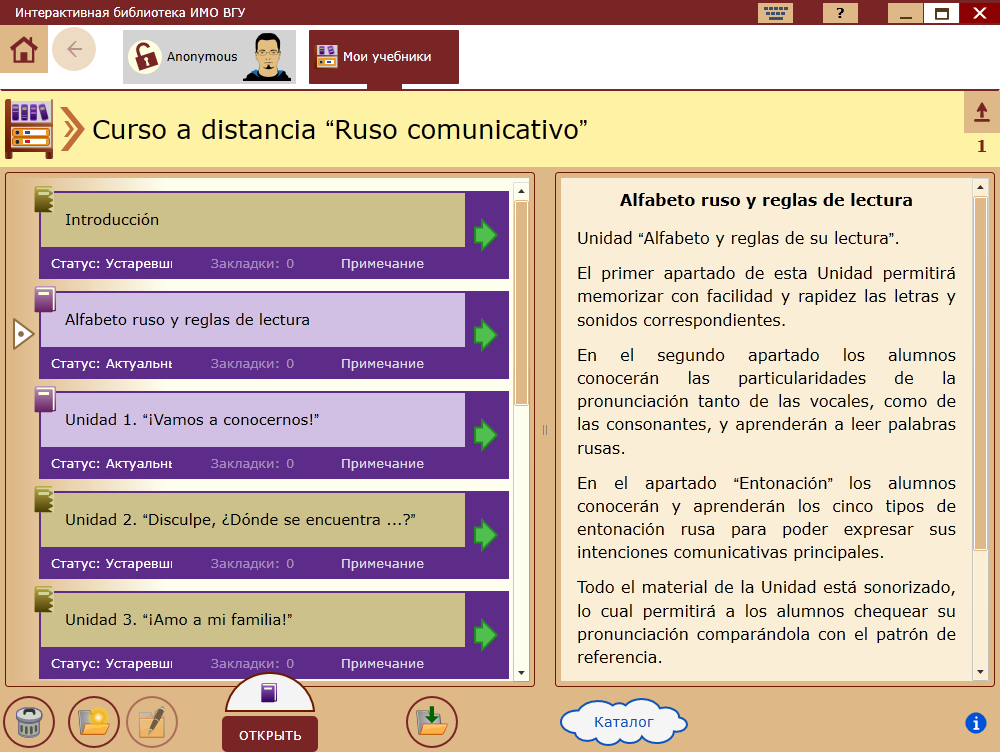 Интерактивная библиотека ИМО ВГУ
?
Anonymous
Мои учебники
Curso a distancia “Ruso comunicativo”
1
Introducción
Статус: Устаревш
Закладки: 0
Примечание
Alfabeto ruso y reglas de lectura
Статус: Актуальн
Закладки: 0
Примечание
Unidad 1. “¡Vamos a conocernos!”
Статус: Актуальн
Закладки: 0
Примечание
Unidad 2. “Disculpe, ¿Dónde se encuentra ...?”
Статус: Устаревш
Закладки: 0
Примечание
Unidad 3. “¡Amo a mi familia!”
Статус: Устаревш
Закладки: 0
Примечание
Alfabeto ruso y reglas de lectura
Unidad “Alfabeto y reglas de su lectura”.
El primer apartado de esta Unidad permitirá
memorizar con facilidad y rapidez las letras y
sonidos correspondientes.
En el segundo apartado los alumnos
conocerán las particularidades de la
pronunciación tanto de las vocales, como de
las consonantes, y aprenderán a leer palabras
rusas.
En el apartado “Entonación” los alumnos
conocerán y aprenderán los cinco tipos de
entonación rusa para poder expresar sus
intenciones comunicativas principales.
Todo el material de la Unidad está sonorizado,
lo cual permitirá a los alumnos chequear su
pronunciación comparándola con el patrón de
referencia.
ОТКРЫТЬ
Каталог